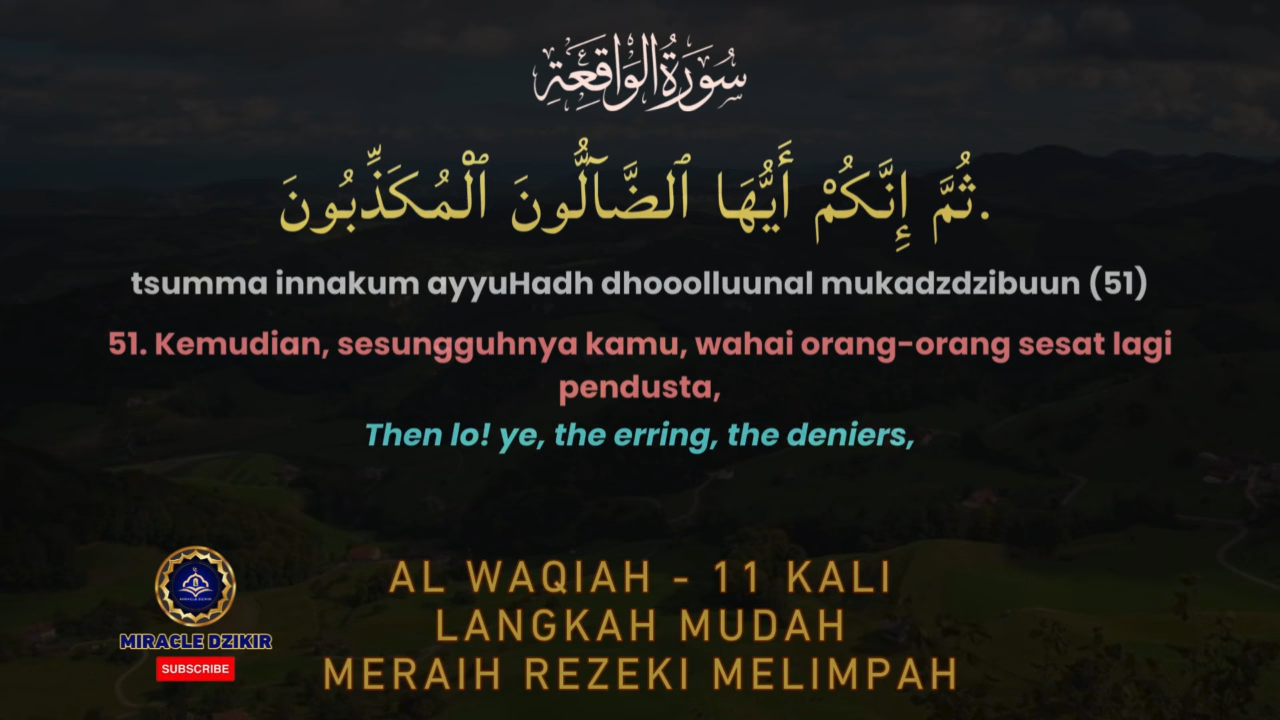 سُورَةُ الْوَاقِعَةِ
ثُمَّ إِنَّكُمْ أَيُّهَا ٱلضَّآلُّونَ ٱلْمُكَذِّبُونَ.
tsumma innakum ayyuHadh dhooolluunal mukadzdzibuun (51)
51. Kemudian, sesungguhnya kamu, wahai orang-orang sesat lagi
pendusta,
Then lo! ye, the erring, the deniers,
AL WAQIAH - 11 KALI
LANGKAH MUDAH
MERAIH REZEKI MELIMPAH
MIRACLE DZIKIR
MIRACLE DZIKIR
SUBSCRIBE